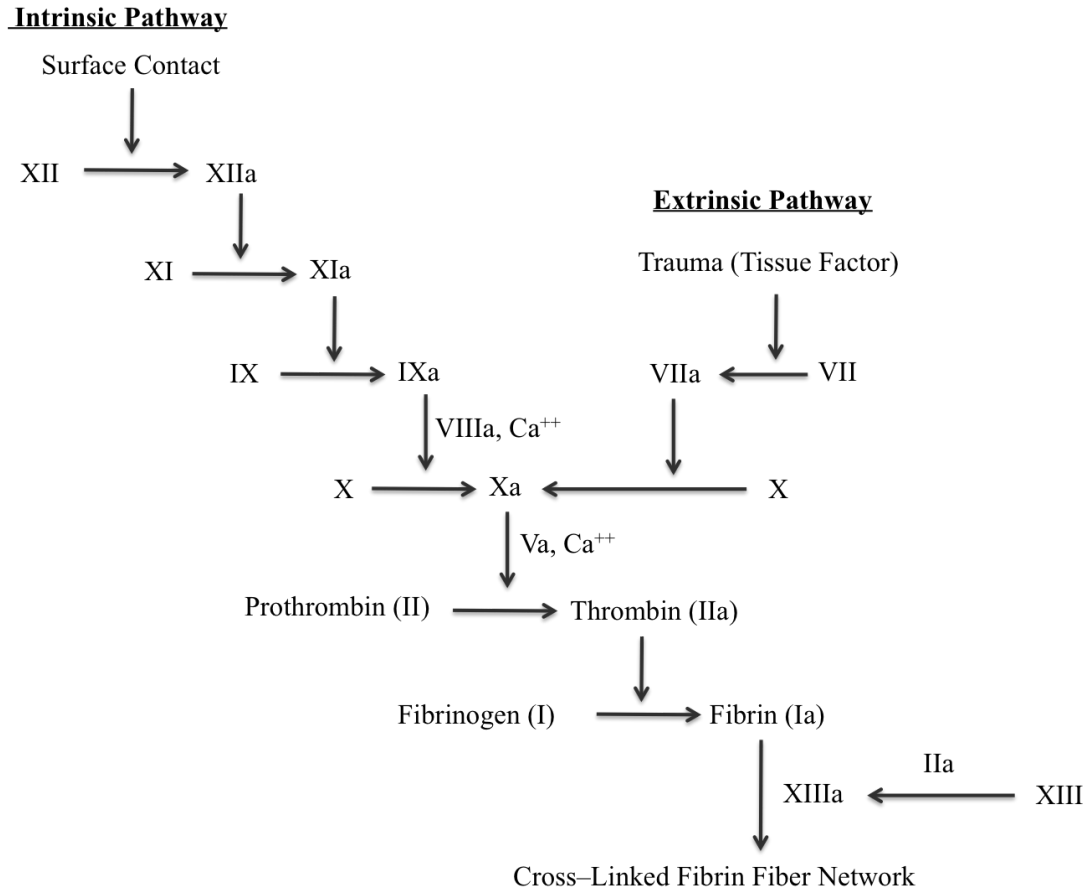 Intrinsic Pathway
Surface Contact
XII XIIa
Extrinsic Pathway
XI XIa Trauma (Tissue Factor)
IX IXa VIIa VII
VIIIa, Ca⁺⁺
X Xa X
Va, Ca⁺⁺
Prothrombin (II) Thrombin (IIa)
Fibrinogen (I) Fibrin (Ia)
IIa
XIIIa XIII
Cross–Linked Fibrin Fiber Network